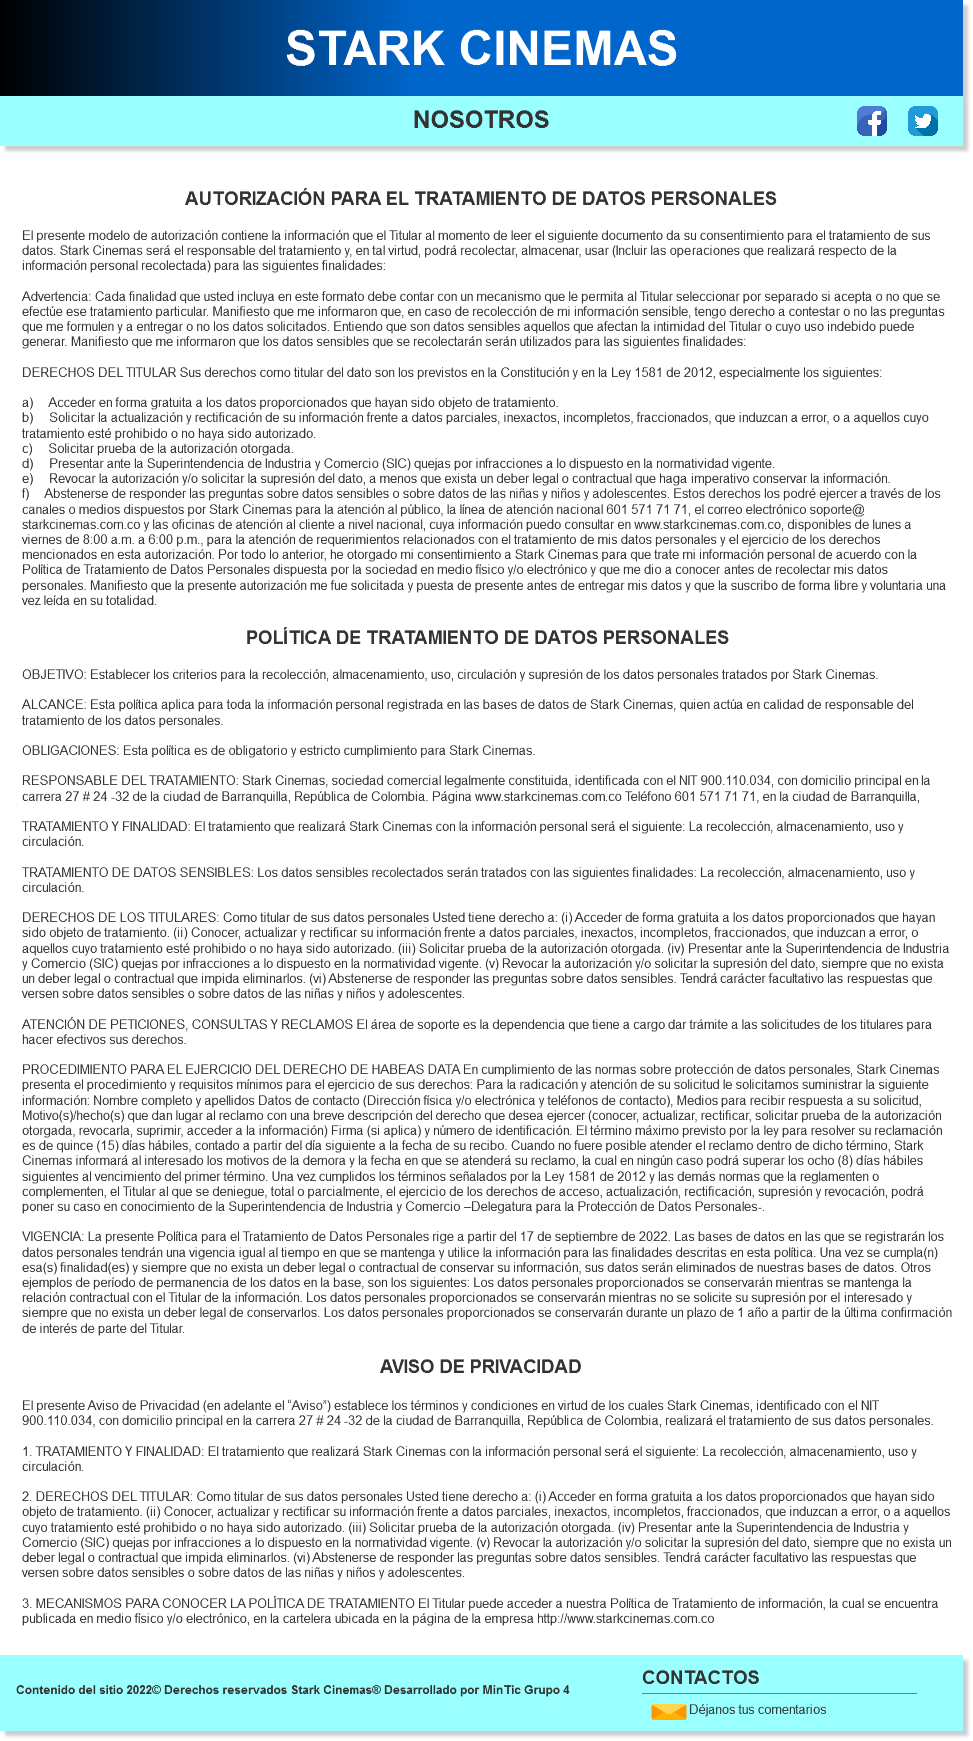 STARK CINEMAS
NOSOTROS
AUTORIZACIÓN PARA EL TRATAMIENTO DE DATOS PERSONALES
El presente modelo de autorización contiene la información que el Titular al momento de leer el siguiente documento da su consentimiento para el tratamiento de sus
datos. Stark Cinemas será el responsable del tratamiento y, en tal virtud, podrá recolectar, almacenar, usar (Incluir las operaciones que realizará respecto de la
información personal recolectada) para las siguientes finalidades:
Advertencia: Cada finalidad que usted incluya en este formato debe contar con un mecanismo que le permita al Titular seleccionar por separado si acepta o no que se
efectúe ese tratamiento particular. Manifiesto que me informaron que, en caso de recolección de mi información sensible, tengo derecho a contestar o no las preguntas
que me formulen y a entregar o no los datos solicitados. Entiendo que son datos sensibles aquellos que afectan la intimidad del Titular o cuyo uso indebido puede
generar. Manifiesto que me informaron que los datos sensibles que se recolectarán serán utilizados para las siguientes finalidades:
DERECHOS DEL TITULAR Sus derechos como titular del dato son los previstos en la Constitución y en la Ley 1581 de 2012, especialmente los siguientes:
a) Acceder en forma gratuita a los datos proporcionados que hayan sido objeto de tratamiento.
b) Solicitar la actualización y rectificación de su información frente a datos parciales, inexactos, incompletos, fraccionados, que induzcan a error, o a aquellos cuyo
tratamiento esté prohibido o no haya sido autorizado.
c) Solicitar prueba de la autorización otorgada.
d) Presentar ante la Superintendencia de Industria y Comercio (SIC) quejas por infracciones a lo dispuesto en la normatividad vigente.
e) Revocar la autorización y/o solicitar la supresión del dato, a menos que exista un deber legal o contractual que haga imperativo conservar la información.
f) Abstenerse de responder las preguntas sobre datos sensibles o sobre datos de las niñas y niños y adolescentes. Estos derechos los podré ejercer a través de los
canales o medios dispuestos por Stark Cinemas para la atención al público, la línea de atención nacional 601 571 71 71, el correo electrónico soporte@
starkcinemas.com.co y las oficinas de atención al cliente a nivel nacional, cuya información puedo consultar en www.starkcinemas.com.co, disponibles de lunes a
viernes de 8:00 a.m. a 6:00 p.m., para la atención de requerimientos relacionados con el tratamiento de mis datos personales y el ejercicio de los derechos
mencionados en esta autorización. Por todo lo anterior, he otorgado mi consentimiento a Stark Cinemas para que trate mi información personal de acuerdo con la
Política de Tratamiento de Datos Personales dispuesta por la sociedad en medio físico y/o electrónico y que me dio a conocer antes de recolectar mis datos
personales. Manifiesto que la presente autorización me fue solicitada y puesta de presente antes de entregar mis datos y que la suscribo de forma libre y voluntaria una
vez leída en su totalidad.
POLÍTICA DE TRATAMIENTO DE DATOS PERSONALES
OBJETIVO: Establecer los criterios para la recolección, almacenamiento, uso, circulación y supresión de los datos personales tratados por Stark Cinemas.
ALCANCE: Esta política aplica para toda la información personal registrada en las bases de datos de Stark Cinemas, quien actúa en calidad de responsable del
tratamiento de los datos personales.
OBLIGACIONES: Esta política es de obligatorio y estricto cumplimiento para Stark Cinemas.
RESPONSABLE DEL TRATAMIENTO: Stark Cinemas, sociedad comercial legalmente constituida, identificada con el NIT 900.110.034, con domicilio principal en la
carrera 27 # 24 -32 de la ciudad de Barranquilla, República de Colombia. Página www.starkcinemas.com.co Teléfono 601 571 71 71, en la ciudad de Barranquilla,
TRATAMIENTO Y FINALIDAD: El tratamiento que realizará Stark Cinemas con la información personal será el siguiente: La recolección, almacenamiento, uso y
circulación.
TRATAMIENTO DE DATOS SENSIBLES: Los datos sensibles recolectados serán tratados con las siguientes finalidades: La recolección, almacenamiento, uso y
circulación.
DERECHOS DE LOS TITULARES: Como titular de sus datos personales Usted tiene derecho a: (i) Acceder de forma gratuita a los datos proporcionados que hayan
sido objeto de tratamiento. (ii) Conocer, actualizar y rectificar su información frente a datos parciales, inexactos, incompletos, fraccionados, que induzcan a error, o
aquellos cuyo tratamiento esté prohibido o no haya sido autorizado. (iii) Solicitar prueba de la autorización otorgada. (iv) Presentar ante la Superintendencia de Industria
y Comercio (SIC) quejas por infracciones a lo dispuesto en la normatividad vigente. (v) Revocar la autorización y/o solicitar la supresión del dato, siempre que no exista
un deber legal o contractual que impida eliminarlos. (vi) Abstenerse de responder las preguntas sobre datos sensibles. Tendrá carácter facultativo las respuestas que
versen sobre datos sensibles o sobre datos de las niñas y niños y adolescentes.
ATENCIÓN DE PETICIONES, CONSULTAS Y RECLAMOS El área de soporte es la dependencia que tiene a cargo dar trámite a las solicitudes de los titulares para
hacer efectivos sus derechos.
PROCEDIMIENTO PARA EL EJERCICIO DEL DERECHO DE HABEAS DATA En cumplimiento de las normas sobre protección de datos personales, Stark Cinemas
presenta el procedimiento y requisitos mínimos para el ejercicio de sus derechos: Para la radicación y atención de su solicitud le solicitamos suministrar la siguiente
información: Nombre completo y apellidos Datos de contacto (Dirección física y/o electrónica y teléfonos de contacto), Medios para recibir respuesta a su solicitud,
Motivo(s)/hecho(s) que dan lugar al reclamo con una breve descripción del derecho que desea ejercer (conocer, actualizar, rectificar, solicitar prueba de la autorización
otorgada, revocarla, suprimir, acceder a la información) Firma (si aplica) y número de identificación. El término máximo previsto por la ley para resolver su reclamación
es de quince (15) días hábiles, contado a partir del día siguiente a la fecha de su recibo. Cuando no fuere posible atender el reclamo dentro de dicho término, Stark
Cinemas informará al interesado los motivos de la demora y la fecha en que se atenderá su reclamo, la cual en ningún caso podrá superar los ocho (8) días hábiles
siguientes al vencimiento del primer término. Una vez cumplidos los términos señalados por la Ley 1581 de 2012 y las demás normas que la reglamenten o
complementen, el Titular al que se deniegue, total o parcialmente, el ejercicio de los derechos de acceso, actualización, rectificación, supresión y revocación, podrá
poner su caso en conocimiento de la Superintendencia de Industria y Comercio –Delegatura para la Protección de Datos Personales-.
VIGENCIA: La presente Política para el Tratamiento de Datos Personales rige a partir del 17 de septiembre de 2022. Las bases de datos en las que se registrarán los
datos personales tendrán una vigencia igual al tiempo en que se mantenga y utilice la información para las finalidades descritas en esta política. Una vez se cumpla(n)
esa(s) finalidad(es) y siempre que no exista un deber legal o contractual de conservar su información, sus datos serán eliminados de nuestras bases de datos. Otros
ejemplos de período de permanencia de los datos en la base, son los siguientes: Los datos personales proporcionados se conservarán mientras se mantenga la
relación contractual con el Titular de la información. Los datos personales proporcionados se conservarán mientras no se solicite su supresión por el interesado y
siempre que no exista un deber legal de conservarlos. Los datos personales proporcionados se conservarán durante un plazo de 1 año a partir de la última confirmación
de interés de parte del Titular.
AVISO DE PRIVACIDAD
El presente Aviso de Privacidad (en adelante el “Aviso”) establece los términos y condiciones en virtud de los cuales Stark Cinemas, identificado con el NIT
900.110.034, con domicilio principal en la carrera 27 # 24 -32 de la ciudad de Barranquilla, República de Colombia, realizará el tratamiento de sus datos personales.
1. TRATAMIENTO Y FINALIDAD: El tratamiento que realizará Stark Cinemas con la información personal será el siguiente: La recolección, almacenamiento, uso y
circulación.
2. DERECHOS DEL TITULAR: Como titular de sus datos personales Usted tiene derecho a: (i) Acceder en forma gratuita a los datos proporcionados que hayan sido
objeto de tratamiento. (ii) Conocer, actualizar y rectificar su información frente a datos parciales, inexactos, incompletos, fraccionados, que induzcan a error, o a aquellos
cuyo tratamiento esté prohibido o no haya sido autorizado. (iii) Solicitar prueba de la autorización otorgada. (iv) Presentar ante la Superintendencia de Industria y
Comercio (SIC) quejas por infracciones a lo dispuesto en la normatividad vigente. (v) Revocar la autorización y/o solicitar la supresión del dato, siempre que no exista un
deber legal o contractual que impida eliminarlos. (vi) Abstenerse de responder las preguntas sobre datos sensibles. Tendrá carácter facultativo las respuestas que
versen sobre datos sensibles o sobre datos de las niñas y niños y adolescentes.
3. MECANISMOS PARA CONOCER LA POLÍTICA DE TRATAMIENTO El Titular puede acceder a nuestra Política de Tratamiento de información, la cual se encuentra
publicada en medio físico y/o electrónico, en la cartelera ubicada en la página de la empresa http://www.starkcinemas.com.co
Contenido del sitio 2022© Derechos reservados Stark Cinemas® Desarrollado por MinTic Grupo 4
CONTACTOS
Déjanos tus comentarios